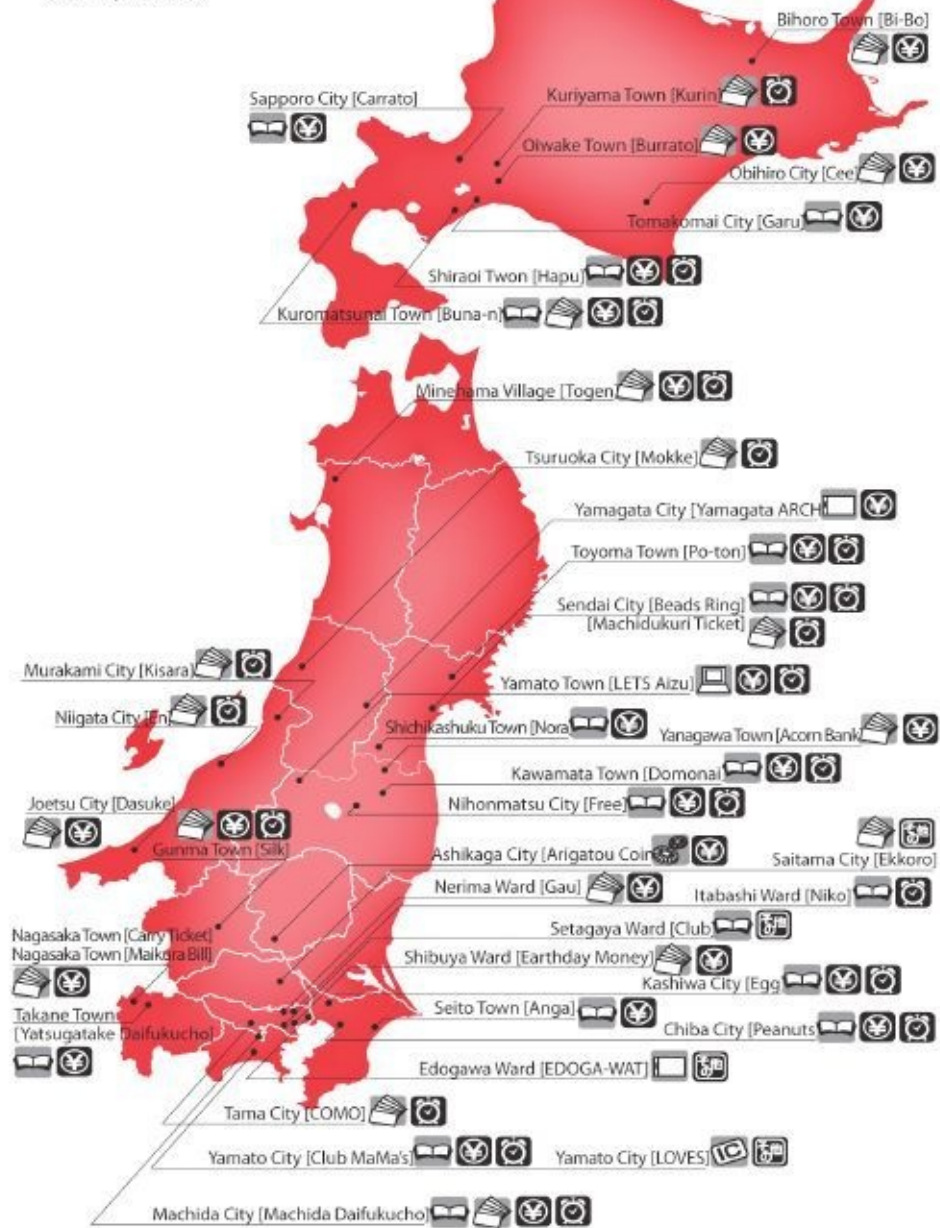 Bihoro Town [Bi-Bo]
Sapporo City [Carrato]
Kuriyama Town [Kurin]
Oiwake Town [Burrato]
Obihiro City [Cee]
Tomakomai City [Garu]
Shiraoi Twon [Hapu]
Kuromatsunai Town [Buna-n]
Minehama Village [Togen]
Tsuruoka City [Mokke]
Yamagata City [Yamagata ARCH
Toyoma Town [Po-ton]
Sendai City [Beads Ring]
[Machidukuri Ticket]
Murakami City [Kisara]
Yamato Town [LETS Aizu]
Niigata City [En]
Shichikashuku Town [Nora]
Yanagawa Town [Acorn Bank
Kawamata Town [Domonai]
Joetsu City [Dasuke]
Nihonmatsu City [Free]
Gunma Town [Silk]
Ashikaga City [Arigatou Coin
Saitama City [Ekkoro]
Nerima Ward [Gau]
Itabashi Ward [Niko]
Setagaya Ward [Club
Nagasaka Town [Carry Ticket]
Nagasaka Town [Maikora Bill]
Shibuya Ward [Earthday Money]
Kashiwa City [Egg
Takane Town
[Yatsugatake Daifukucho]
Seito Town [Anga]
Chiba City [Peanuts
Edogawa Ward [EDOGA-WAT]
Tama City [COMO]
Yamato City [Club MaMa's]
Yamato City [LOVES]
IC
Machida City [Machida Daifukucho]